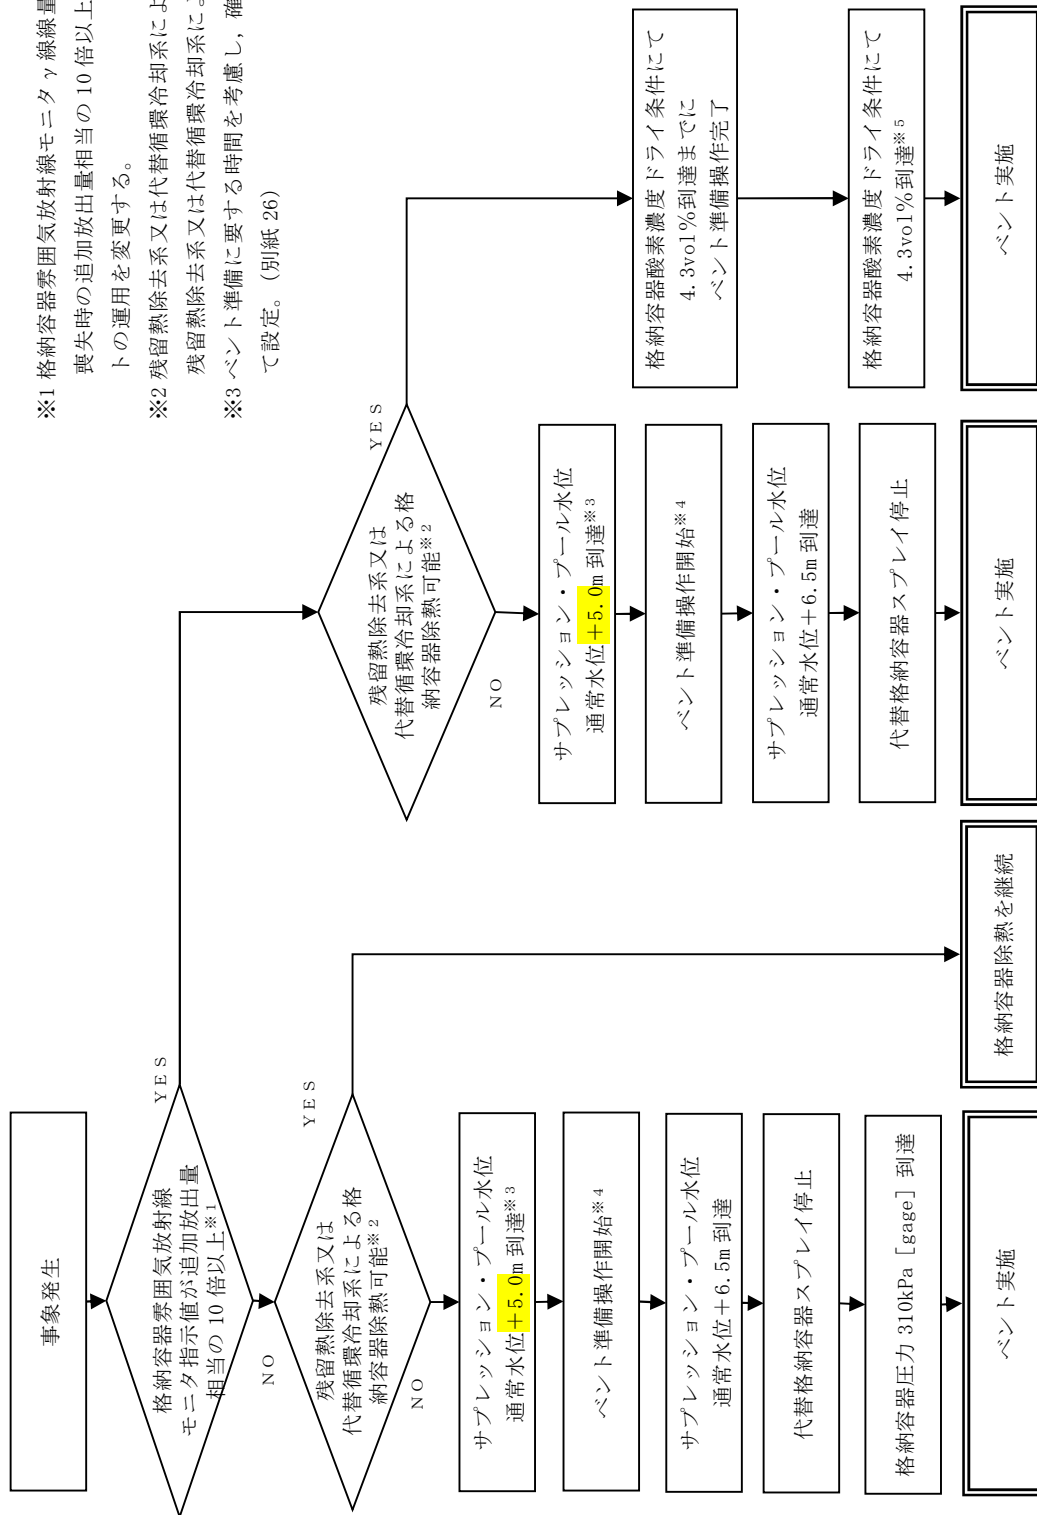 事象発生
格納容器雰囲気放射線
モニタ指示値が追加放出量
相当の 10 倍以上※1
YES
NO
残留熱除去系又は
代替循環冷却系による格
納容器除熱可能※2
YES
NO
サプレッション・プール水位
通常水位＋5.0m 到達※3
ベント準備操作開始※4
サプレッション・プール水位
通常水位＋6.5m 到達
代替格納容器スプレイ停止
格納容器圧力 310kPa［gage］到達
ベント実施
格納容器除熱を継続
残留熱除去系又は
代替循環冷却系による格
納容器除熱可能※2
YES
NO
サプレッション・プール水位
通常水位＋5.0m 到達※3
ベント準備操作開始※4
サプレッション・プール水位
通常水位＋6.5m 到達
代替格納容器スプレイ停止
ベント実施
格納容器酸素濃度ドライ条件にて
4.3vol％到達までに
ベント準備操作完了
格納容器酸素濃度ドライ条件にて
4.3vol％到達※5
ベント実施
※1 格納容器雰囲気放射線モニタγ線線量
喪失時の追加放出量相当の 10 倍以上
トの運用を変更する。
※2 残留熱除去系又は代替循環冷却系によ
残留熱除去系又は代替循環冷却系によ
※3 ベント準備に要する時間を考慮し，確
て設定。（別紙 26）